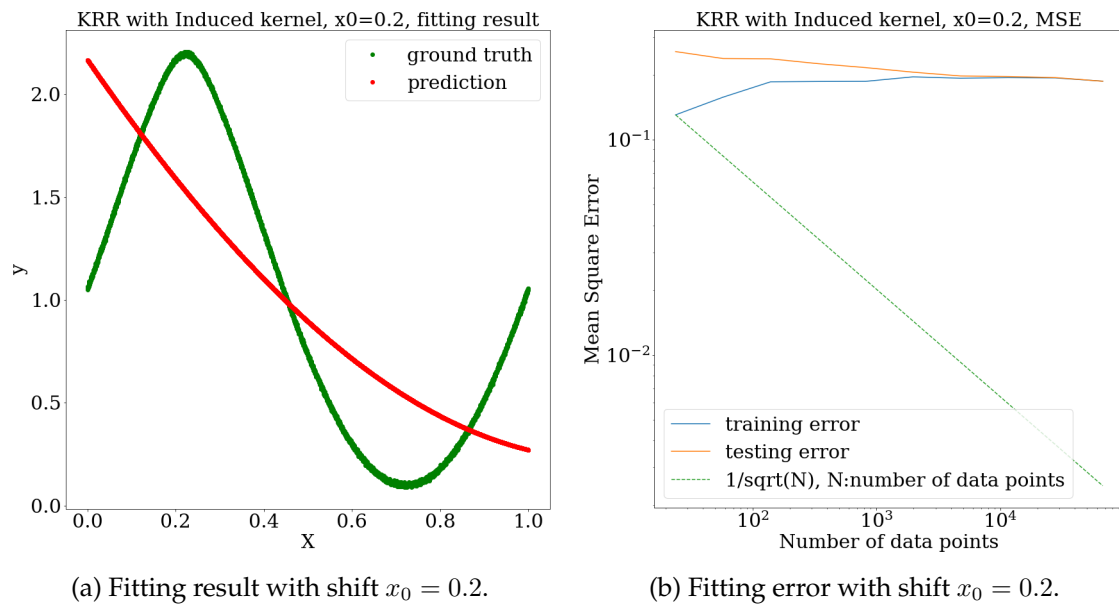 KRR with Induced kernel, x0=0.2, fitting result
ground truth
prediction
2.0
1.5
1.0
0.5
0.0
y
0.0 0.2 0.4 0.6 0.8 1.0
X
(a) Fitting result with shift x₀ = 0.2.
KRR with Induced kernel, x0=0.2, MSE
10⁻¹
10⁻²
Mean Square Error
training error
testing error
1/sqrt(N), N:number of data points
10² 10³ 10⁴
Number of data points
(b) Fitting error with shift x₀ = 0.2.